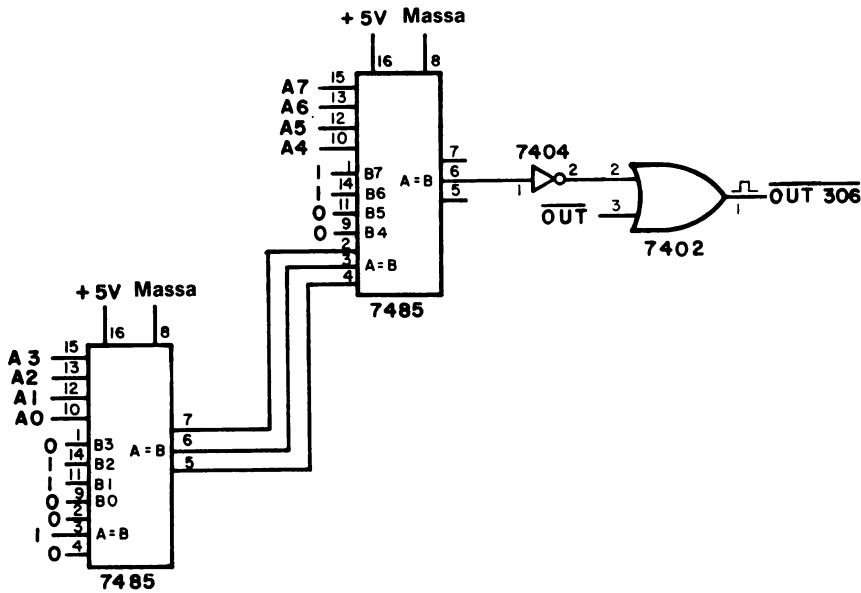 +5V Massa
16 8
A7 15
A6 13
A5 12
A4 10
1 1 B7
1 14 B6
0 11 B5
0 9 B4
2
3 A=B
4
A=B
7
6
5
7485
7404
1 2
OUT
2
3
7402
1
OUT 306
+5V Massa
16 8
A3 15
A2 13
A1 12
A0 10
0 1 B3
1 14 B2
1 11 B1
0 9 B0
0 2
1 3 A=B
0 4
A=B
7
6
5
7485